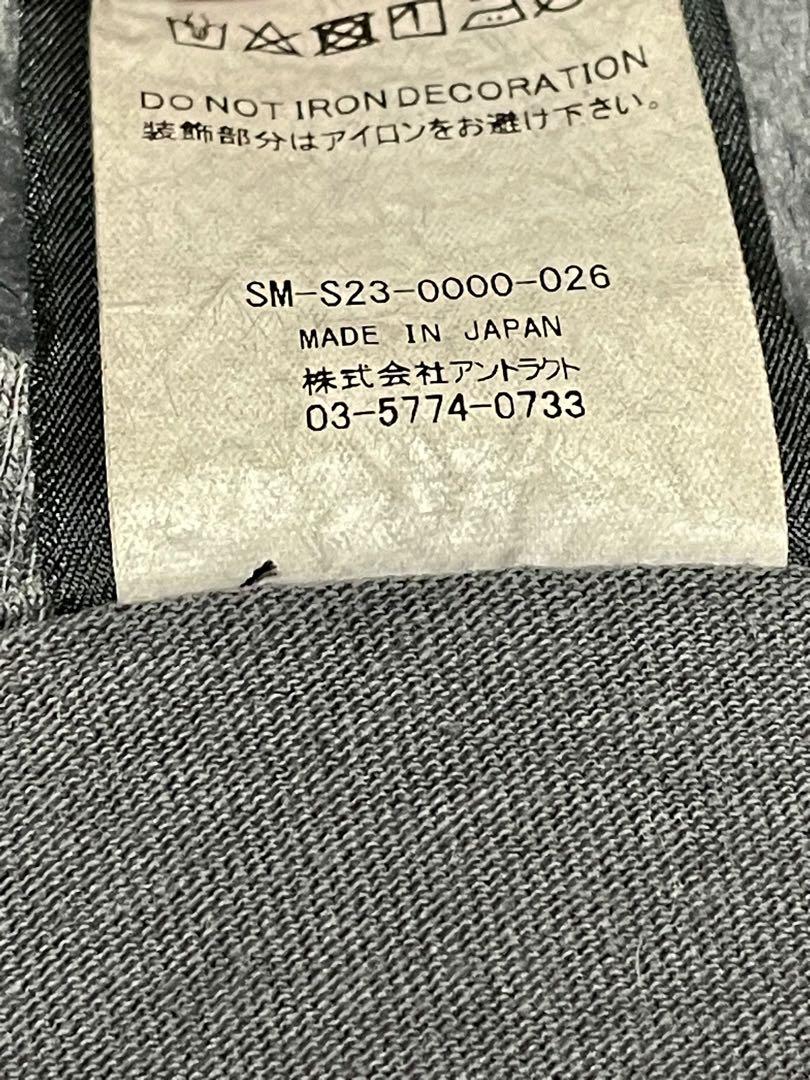 DO NOT IRON DECORATION
装飾部分はアイロンをお避け下さい。
SM-S23-0000-026
MADE IN JAPAN
株式会社アントラクト
03-5774-0733